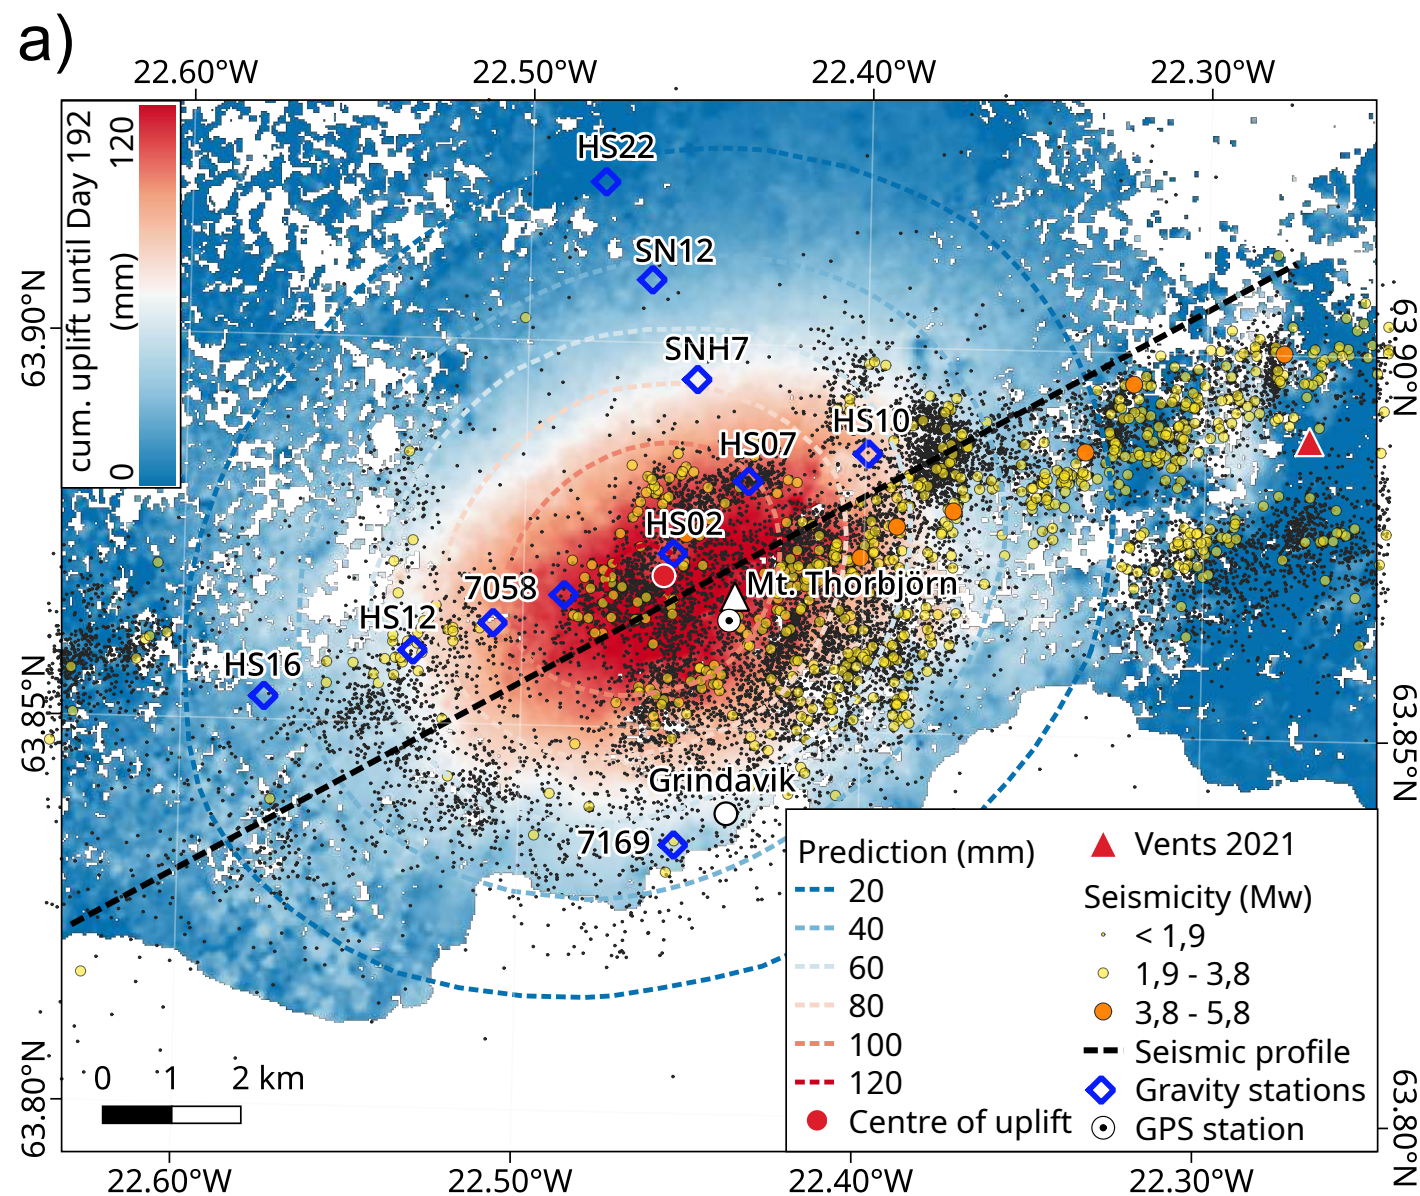 a)
22.60°W 22.50°W 22.40°W 22.30°W
cum. uplift until Day 192
(mm)
120
0
63.90°N
63.85°N
63.80°N
63.90°N
63.85°N
63.80°N
HS22
SN12
SNH7
HS10
HS07
HS02
7058
Mt. Thorbjörn
HS12
HS16
Grindavik
7169
0 1 2 km
Prediction (mm)
20
40
60
80
100
120
Centre of uplift
Vents 2021
Seismicity (Mw)
< 1,9
1,9 - 3,8
3,8 - 5,8
Seismic profile
Gravity stations
GPS station
22.60°W 22.50°W 22.40°W 22.30°W